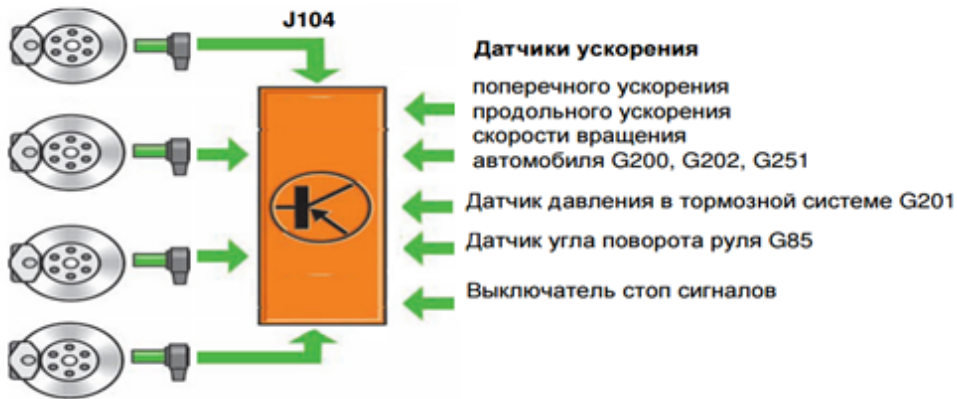 J104
Датчики ускорения
поперечного ускорения
продольного ускорения
скорости вращения
автомобиля G200, G202, G251
Датчик давления в тормозной системе G201
Датчик угла поворота руля G85
Выключатель стоп сигналов